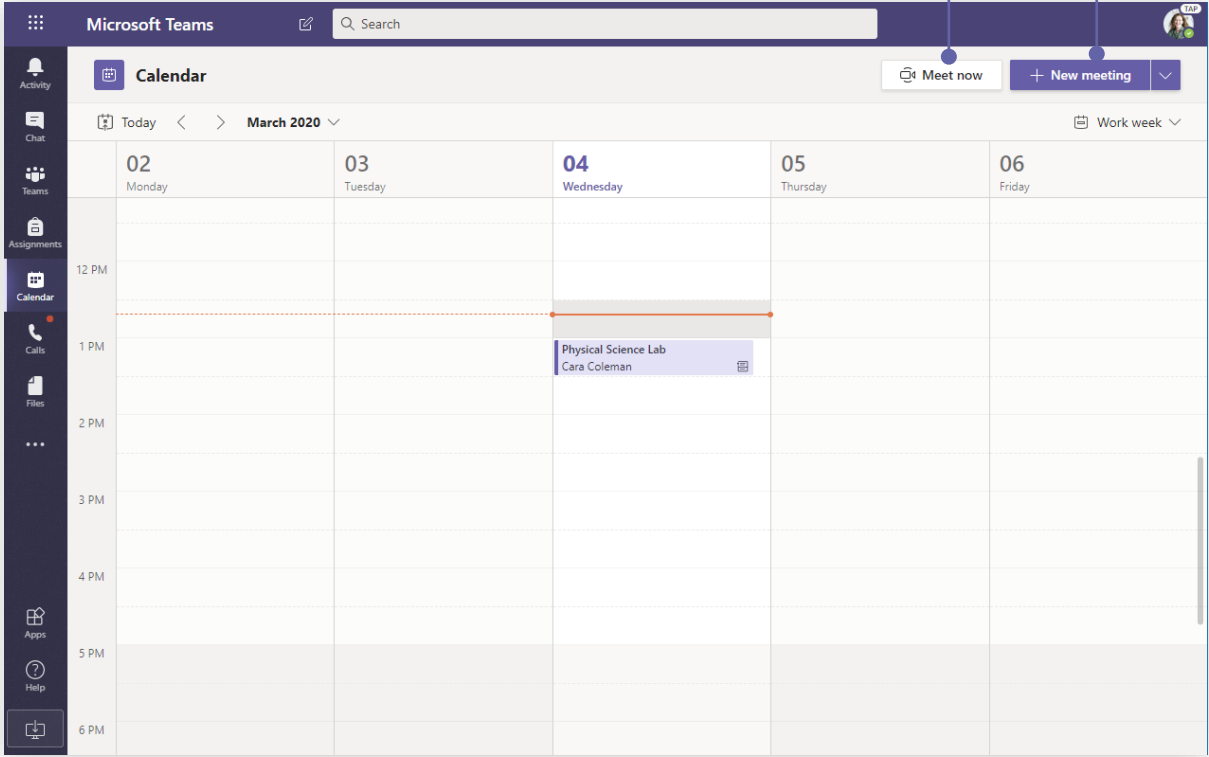 Microsoft Teams
Search
TAP
Activity
Chat
Teams
Assignments
Calendar
Calls
Files
Apps
Help
Calendar
Meet now
New meeting
Today
March 2020
Work week
02
Monday
03
Tuesday
04
Wednesday
05
Thursday
06
Friday
12 PM
1 PM
Physical Science Lab
Cara Coleman
2 PM
3 PM
4 PM
5 PM
6 PM